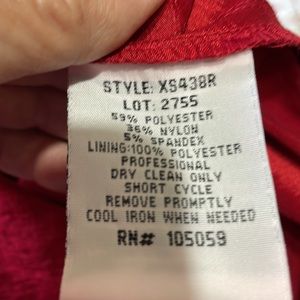 STYLE: XS438R
LOT: 2755
59% POLYESTER
36% NYLON
5% SPANDEX
LINING:100% POLYESTER
PROFESSIONAL
DRY CLEAN ONLY
SHORT CYCLE
REMOVE PROMPTLY
COOL IRON WHEN NEEDED
RN# 105059